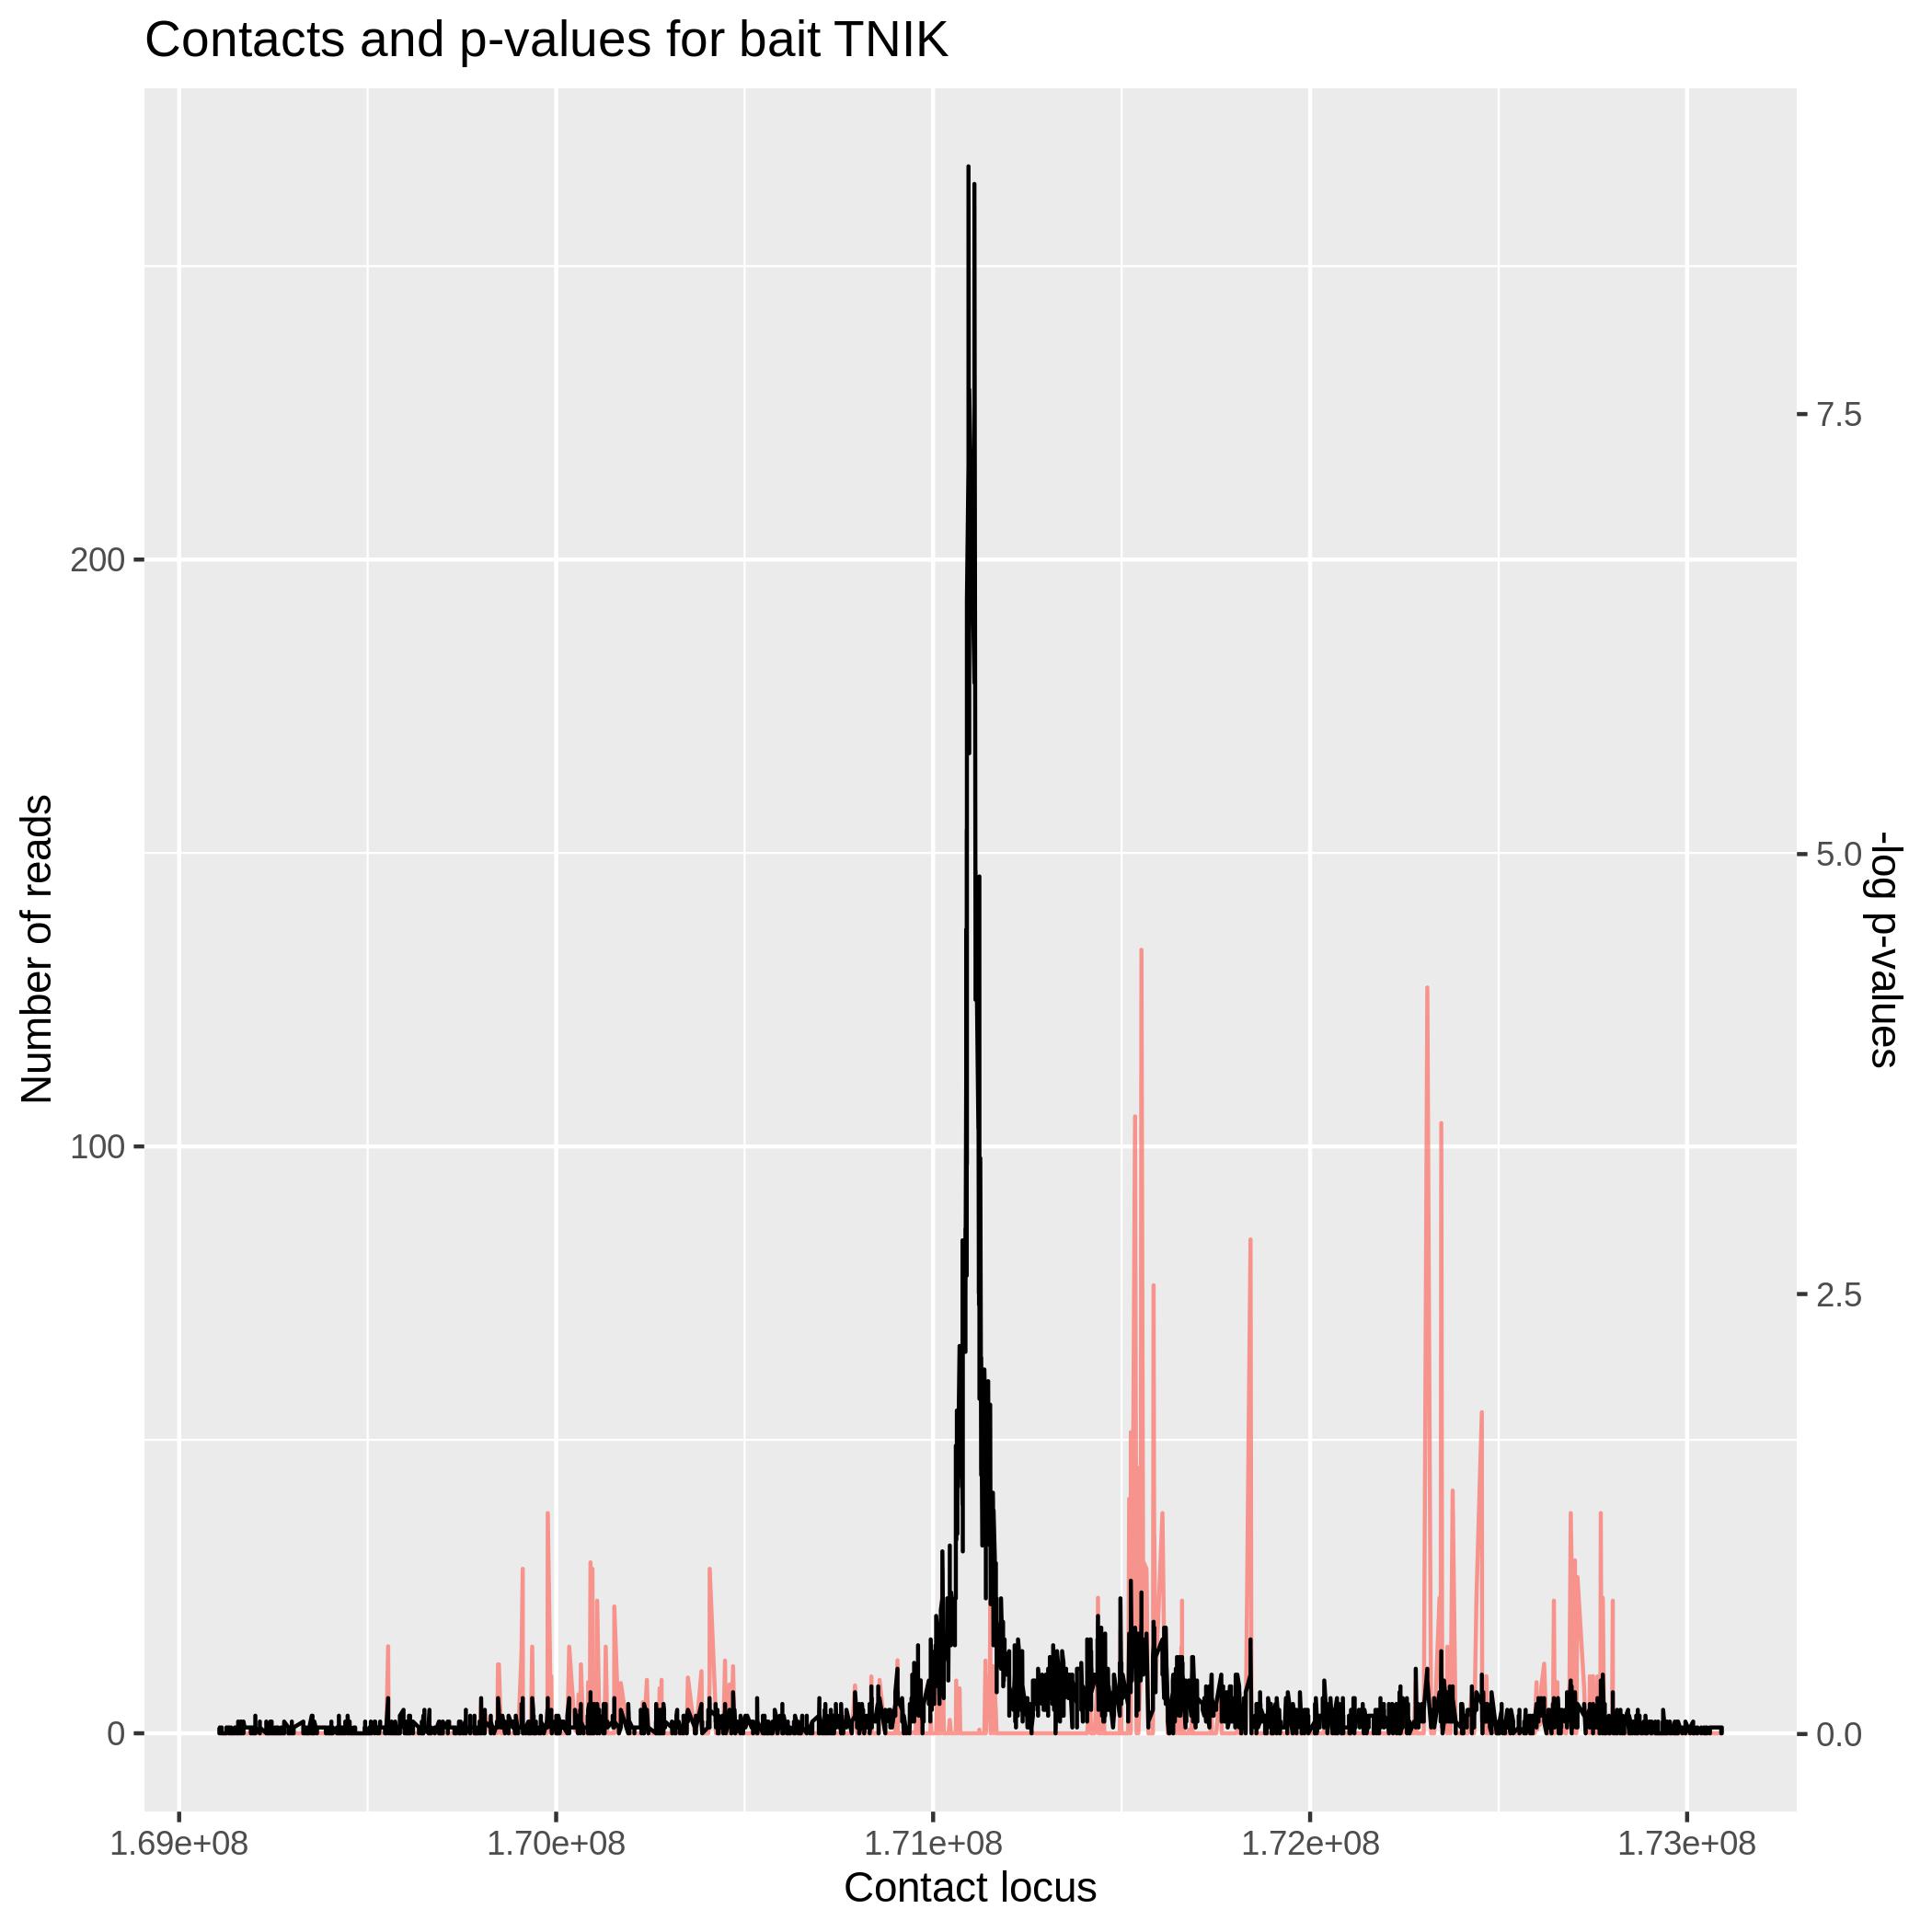 Contacts and p-values for bait TNIK
Number of reads
200
100
0
7.5
5.0
2.5
0.0
-log p-values
1.69e+08
1.70e+08
1.71e+08
1.72e+08
1.73e+08
Contact locus